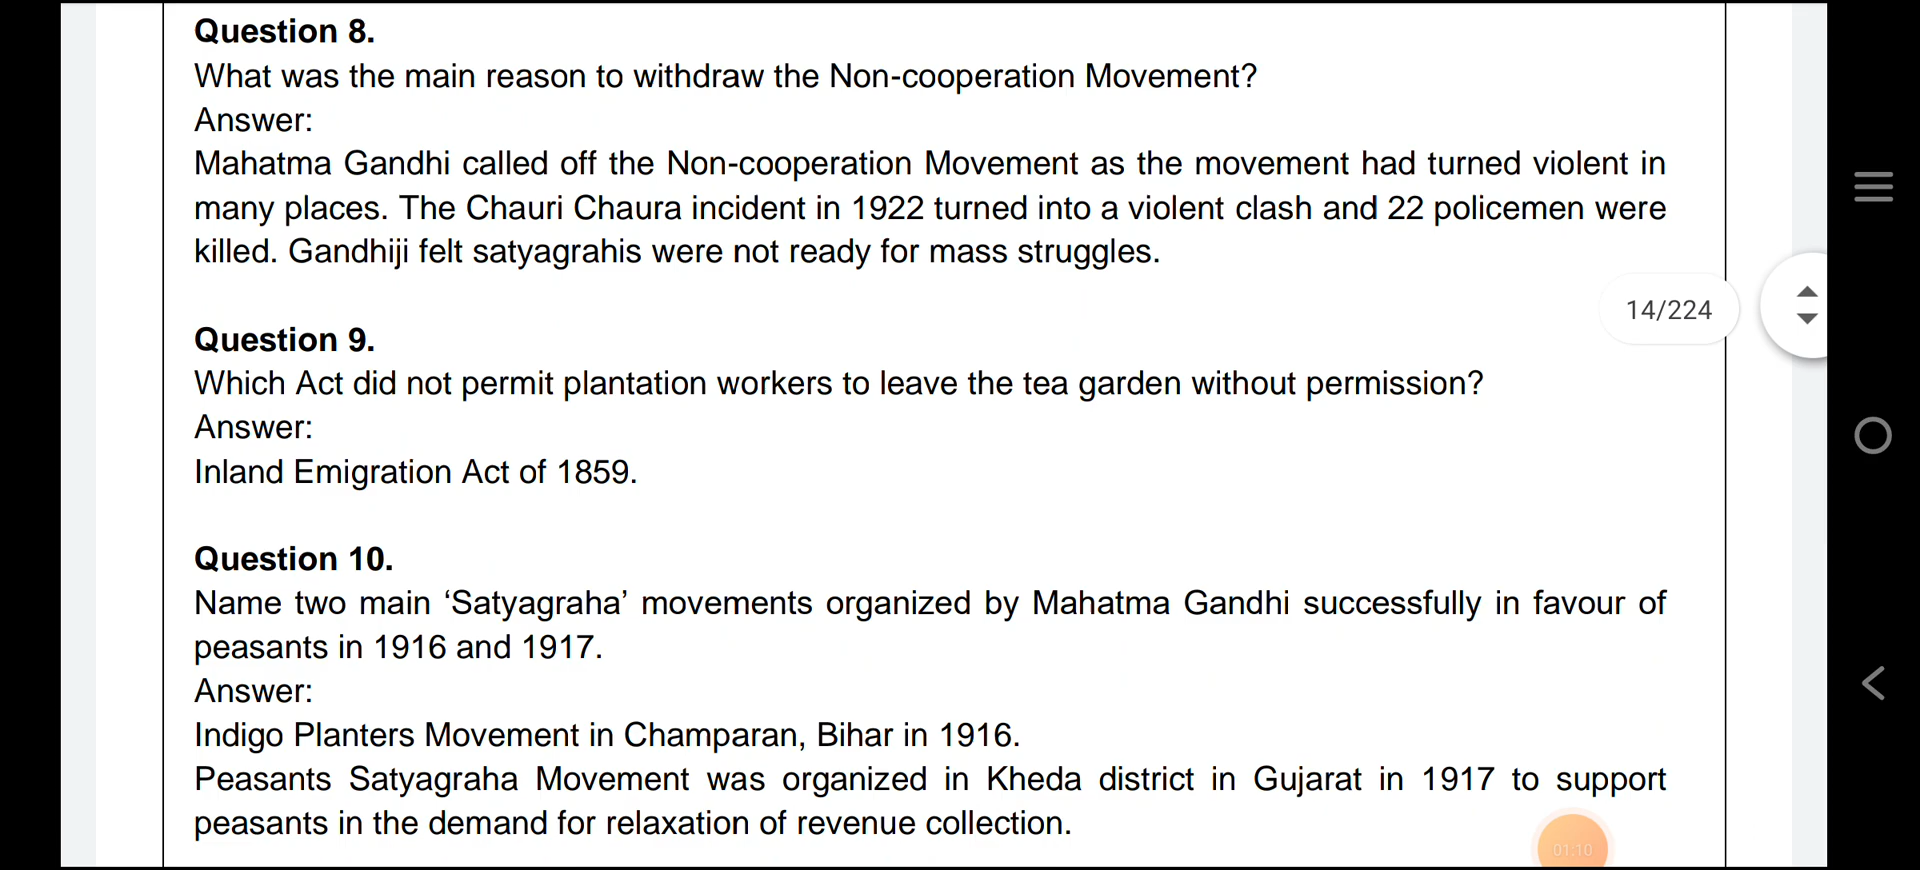 Question 8.
What was the main reason to withdraw the Non-cooperation Movement?
Answer:
Mahatma Gandhi called off the Non-cooperation Movement as the movement had turned violent in
many places. The Chauri Chaura incident in 1922 turned into a violent clash and 22 policemen were
killed. Gandhiji felt satyagrahis were not ready for mass struggles.
14/224
Question 9.
Which Act did not permit plantation workers to leave the tea garden without permission?
Answer:
Inland Emigration Act of 1859.
Question 10.
Name two main ‘Satyagraha’ movements organized by Mahatma Gandhi successfully in favour of
peasants in 1916 and 1917.
Answer:
Indigo Planters Movement in Champaran, Bihar in 1916.
Peasants Satyagraha Movement was organized in Kheda district in Gujarat in 1917 to support
peasants in the demand for relaxation of revenue collection.
01:10